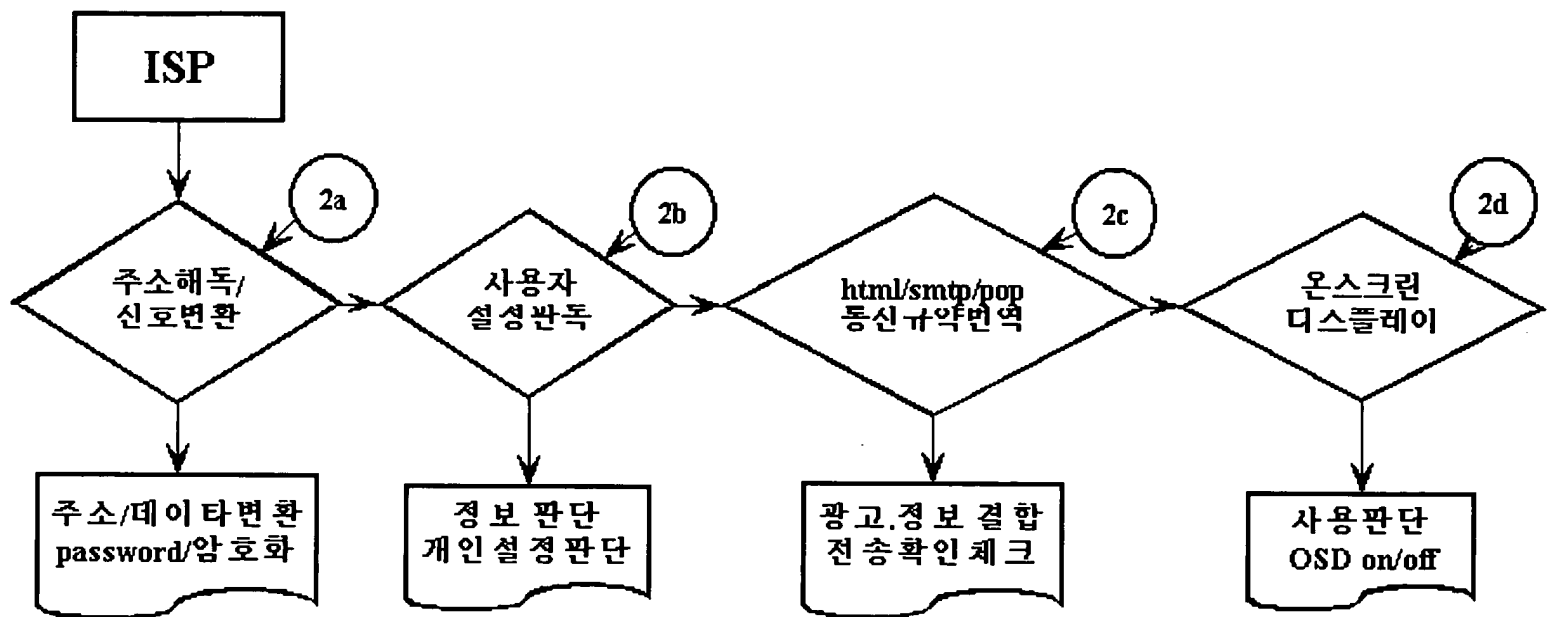 ISP
2a
2b
2c
2d
주소해독/
신호변환
사용자
설성판독
html/smtp/pop
통신규약번역
온스크린
디스플레이
주소/데이타변환
password/암호화
정보판단
개인설정판단
광고,정보결합
전송확인체크
사용판단
OSD on/off